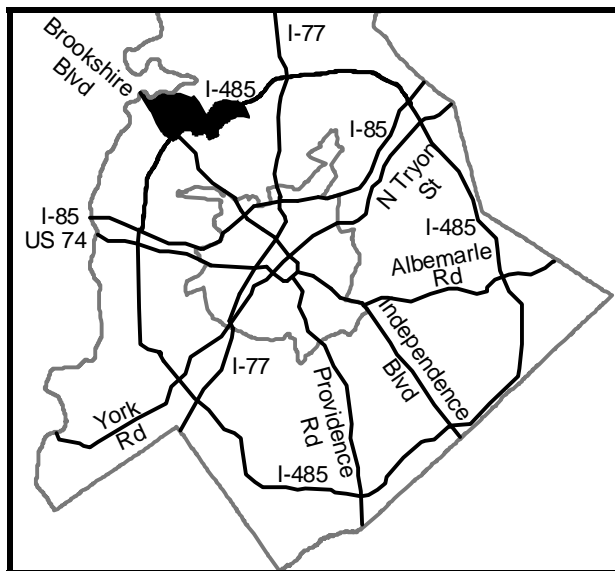 I-77
Brookshire
Blvd
I-485
I-85
N Tryon
St
I-85
US 74
I-485
Albemarle
Rd
Independence
Blvd
I-77
Providence
Rd
York
Rd
I-485